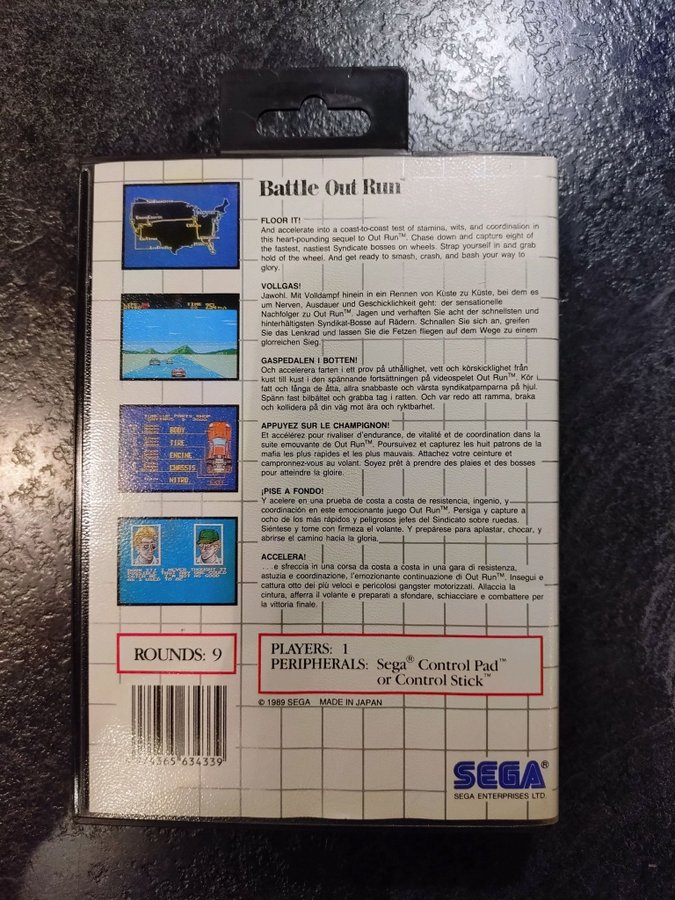 Battle Out Run™
FLOOR IT!
And accelerate into a coast-to-coast test of stamina, wits, and coordination in
this heart-pounding sequel to Out Run™. Chase down and capture eight of
the fastest, nastiest Syndicate bosses on wheels. Strap yourself in and grab
hold of the wheel. And get ready to smash, crash, and bash your way to
glory.
VOLLGAS!
Jawohl. Mit Volldampf hinein in ein Rennen von Küste zu Küste, bei dem es
um Nerven, Ausdauer und Geschicklichkeit geht: der sensationelle
Nachfolger zu Out Run™. Jagen und verhaften Sie acht der schnellsten und
hinterhältigsten Syndikat-Bosse auf Rädern. Schnallen Sie sich an, greifen
Sie das Lenkrad und lassen Sie die Fetzen fliegen auf dem Wege zu einem
glorreichen Sieg.
GASPEDALEN I BOTTEN!
Och accelerera farten i ett prov på uthållighet, vett och körskicklighet från
kust till kust i den spännande fortsättningen på videospelet Out Run™. Kör i
fatt och fånga de åtta, allra snabbaste och värsta syndikatpamparna på hjul.
Spänn fast bilbältet och grabba tag i ratten. Och var redo att ramma, braka
och kollidera på din väg mot ära och ryktbarhet.
APPUYEZ SUR LE CHAMPIGNON!
Et accélérez pour rivaliser d'endurance, de vitalité et de coordination dans la
suite émouvante de Out Run™. Poursuivez et capturez les huit patrons de la
mafia les plus rapides et les plus mauvais. Attachez votre ceinture et
campronnez-vous au volant. Soyez prêt à prendre des plaies et des bosses
pour atteindre la gloire.
¡PISE A FONDO!
Y acelere en una prueba de costa a costa de resistencia, ingenio, y
coordinación en este emocionante juego Out Run™. Persiga y capture a
ocho de los más rápidos y peligrosos jefes del Sindicato sobre ruedas.
Siéntese y tome con firmeza el volante. Y prepárese para aplastar, chocar, y
abrirse el camino hacia la gloria.
ACCELERA!
. . .e sfreccia in una corsa da costa a costa in una gara di resistenza,
astuzia e coordinazione, l'emozionante continuazione di Out Run™. Insegui e
cattura otto dei più veloci e pericolosi gangster motorizzati. Allaccia la
cintura, afferra il volante e preparati a sfondare, schiacciare e combattere per
la vittoria finale.
BODY
TIRE
ENGINE
CHASSIS
NITRO
ROUNDS: 9
PLAYERS: 1
PERIPHERALS: Sega® Control Pad™
or Control Stick™
© 1989 SEGA MADE IN JAPAN
974365 634339
SEGA®
SEGA ENTERPRISES LTD.